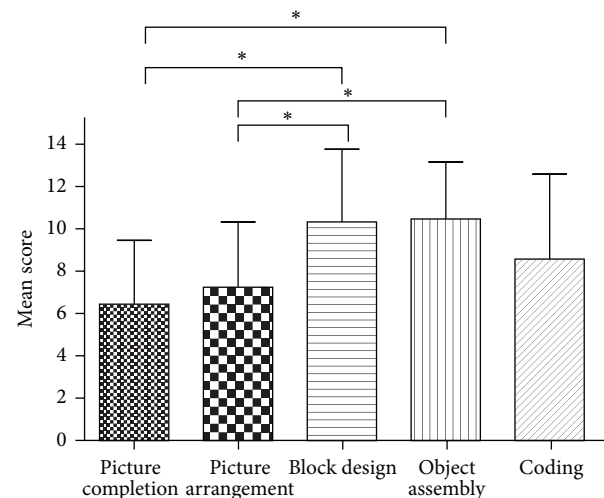 *
*
*
*
14
12
10
8
6
4
2
0
Mean score
Picture completion
Picture arrangement
Block design
Object assembly
Coding